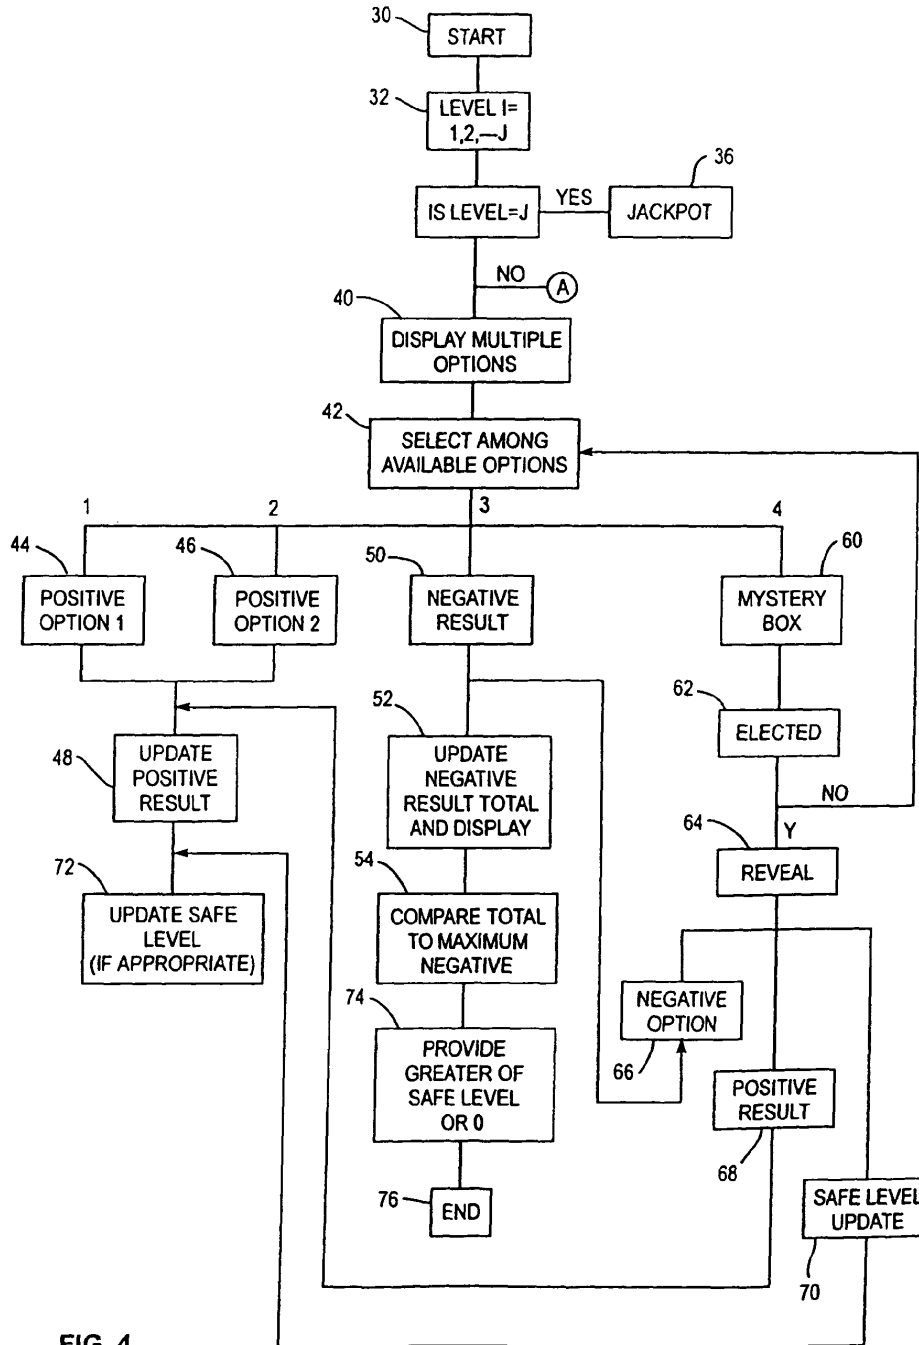 30
START
32
LEVEL I=
1,2,—J
36
IS LEVEL=J
YES
JACKPOT
NO
A
40
DISPLAY MULTIPLE
OPTIONS
42
SELECT AMONG
AVAILABLE OPTIONS
1
2
3
4
44
POSITIVE
OPTION 1
46
POSITIVE
OPTION 2
50
NEGATIVE
RESULT
60
MYSTERY
BOX
62
ELECTED
NO
Y
48
UPDATE
POSITIVE
RESULT
52
UPDATE
NEGATIVE
RESULT TOTAL
AND DISPLAY
64
REVEAL
72
UPDATE SAFE
LEVEL
(IF APPROPRIATE)
54
COMPARE TOTAL
TO MAXIMUM
NEGATIVE
NEGATIVE
OPTION
66
74
PROVIDE
GREATER OF
SAFE LEVEL
OR 0
POSITIVE
RESULT
68
76
END
SAFE LEVEL
UPDATE
70
FIG. 4